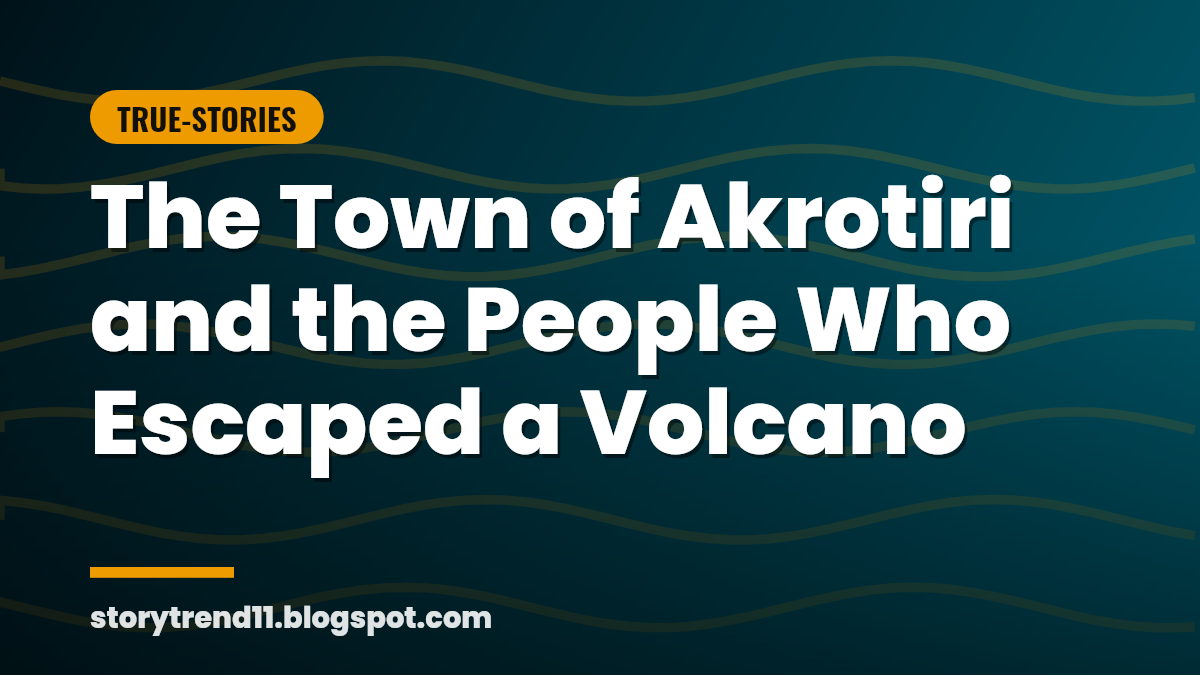 TRUE-STORIES
The Town of Akrotiri
and the People Who
Escaped a Volcano
storytrend11.blogspot.com